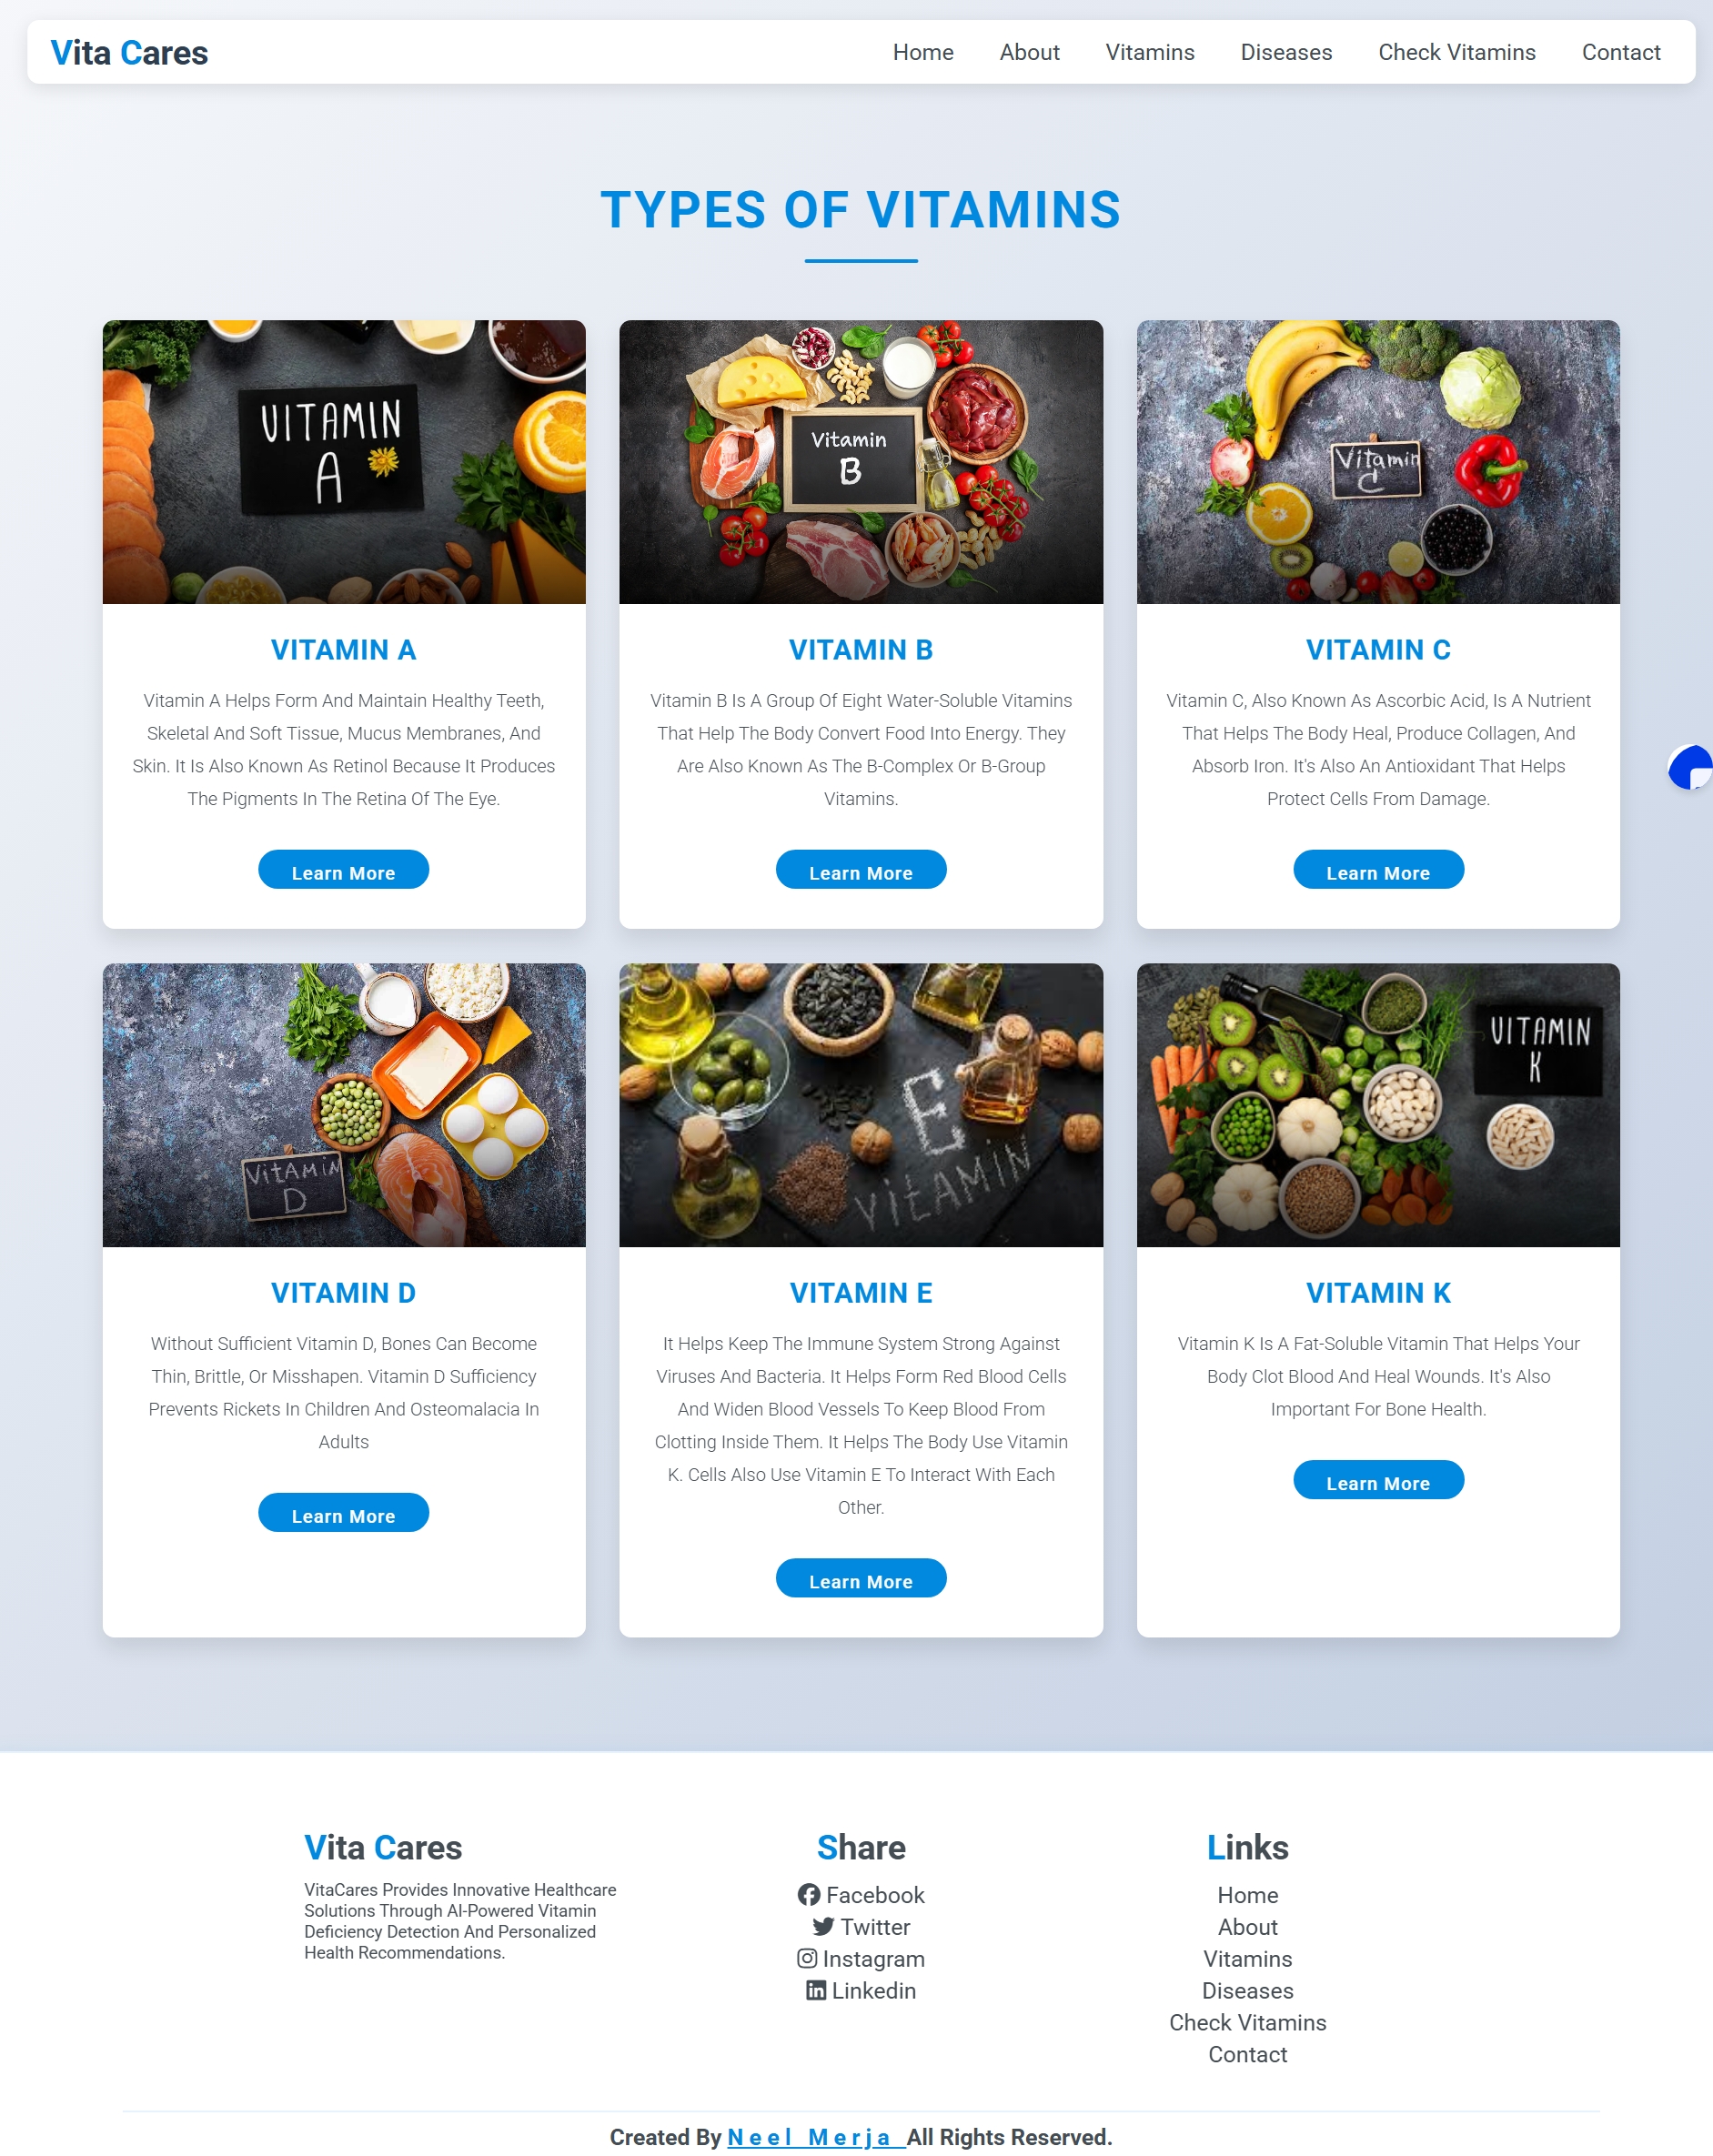 Vita Cares
Home About Vitamins Diseases Check Vitamins Contact
TYPES OF VITAMINS
VITAMIN
A
Vitamin
B
Vitamin
C
VITAMIN A
Vitamin A Helps Form And Maintain Healthy Teeth,
Skeletal And Soft Tissue, Mucus Membranes, And
Skin. It Is Also Known As Retinol Because It Produces
The Pigments In The Retina Of The Eye.
Learn More
VITAMIN B
Vitamin B Is A Group Of Eight Water-Soluble Vitamins
That Help The Body Convert Food Into Energy. They
Are Also Known As The B-Complex Or B-Group
Vitamins.
Learn More
VITAMIN C
Vitamin C, Also Known As Ascorbic Acid, Is A Nutrient
That Helps The Body Heal, Produce Collagen, And
Absorb Iron. It's Also An Antioxidant That Helps
Protect Cells From Damage.
Learn More
VitAMiN
D
E
ViTAMiN
VITAMIN
K
VITAMIN D
Without Sufficient Vitamin D, Bones Can Become
Thin, Brittle, Or Misshapen. Vitamin D Sufficiency
Prevents Rickets In Children And Osteomalacia In
Adults
Learn More
VITAMIN E
It Helps Keep The Immune System Strong Against
Viruses And Bacteria. It Helps Form Red Blood Cells
And Widen Blood Vessels To Keep Blood From
Clotting Inside Them. It Helps The Body Use Vitamin
K. Cells Also Use Vitamin E To Interact With Each
Other.
Learn More
VITAMIN K
Vitamin K Is A Fat-Soluble Vitamin That Helps Your
Body Clot Blood And Heal Wounds. It's Also
Important For Bone Health.
Learn More
Vita Cares
VitaCares Provides Innovative Healthcare
Solutions Through AI-Powered Vitamin
Deficiency Detection And Personalized
Health Recommendations.
Share
Facebook
Twitter
Instagram
Linkedin
Links
Home
About
Vitamins
Diseases
Check Vitamins
Contact
Created By Neel Merja All Rights Reserved.